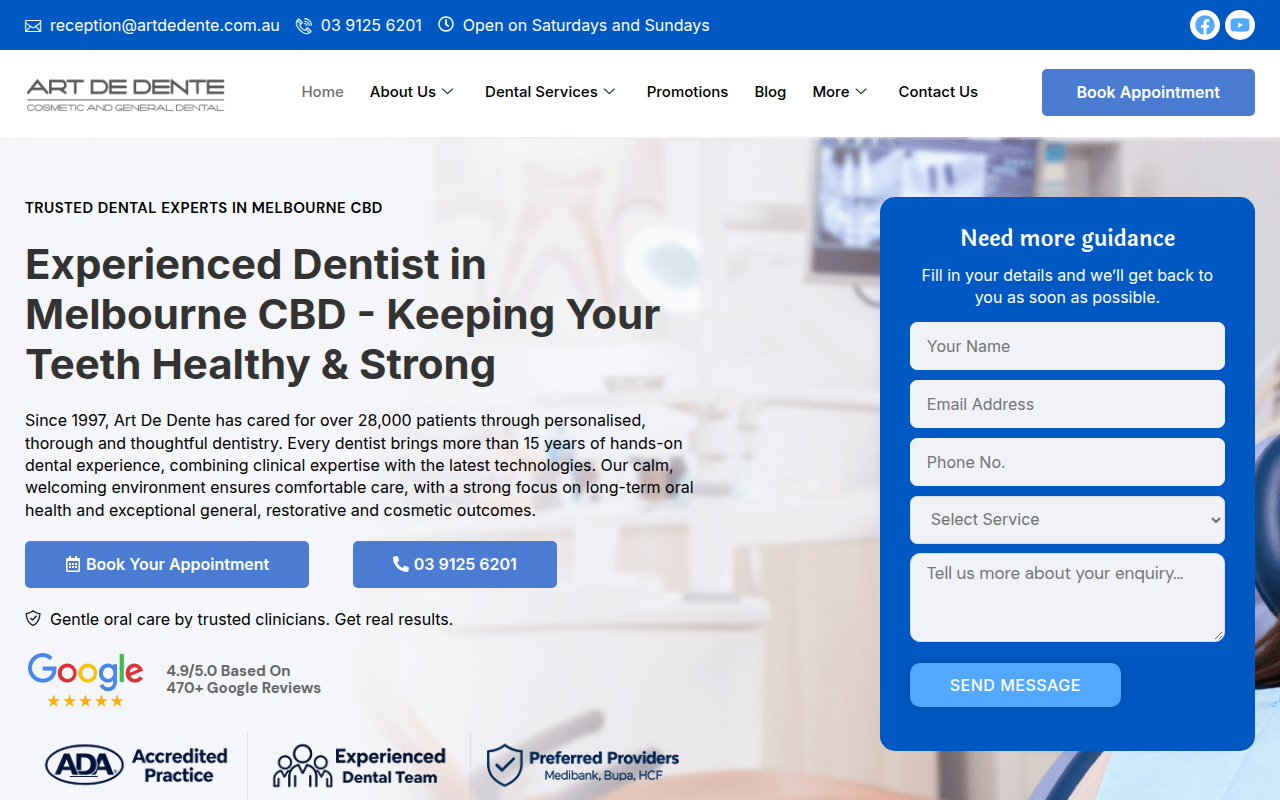 reception@artdedente.com.au
03 9125 6201
Open on Saturdays and Sundays
ART DE DENTE
COSMETIC AND GENERAL DENTAL
Home
About Us
Dental Services
Promotions
Blog
More
Contact Us
Book Appointment
TRUSTED DENTAL EXPERTS IN MELBOURNE CBD
Experienced Dentist in
Melbourne CBD - Keeping Your
Teeth Healthy & Strong
Since 1997, Art De Dente has cared for over 28,000 patients through personalised,
thorough and thoughtful dentistry. Every dentist brings more than 15 years of hands-on
dental experience, combining clinical expertise with the latest technologies. Our calm,
welcoming environment ensures comfortable care, with a strong focus on long-term oral
health and exceptional general, restorative and cosmetic outcomes.
Book Your Appointment
03 9125 6201
Gentle oral care by trusted clinicians. Get real results.
Google
4.9/5.0 Based On
470+ Google Reviews
ADA
Accredited
Practice
Experienced
Dental Team
Preferred Providers
Medibank, Bupa, HCF
Need more guidance
Fill in your details and we’ll get back to
you as soon as possible.
Your Name
Email Address
Phone No.
Select Service
Tell us more about your enquiry...
SEND MESSAGE